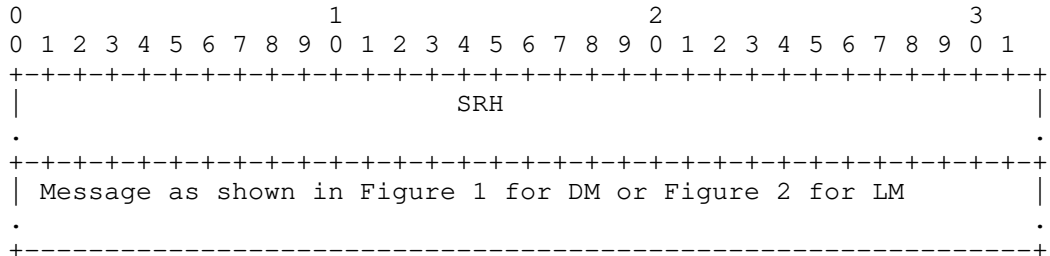 0                   1                   2                   3
0 1 2 3 4 5 6 7 8 9 0 1 2 3 4 5 6 7 8 9 0 1 2 3 4 5 6 7 8 9 0 1
+-+-+-+-+-+-+-+-+-+-+-+-+-+-+-+-+-+-+-+-+-+-+-+-+-+-+-+-+-+-+-+-+
|                           SRH                                 |
.                                                               .
+-+-+-+-+-+-+-+-+-+-+-+-+-+-+-+-+-+-+-+-+-+-+-+-+-+-+-+-+-+-+-+-+
| Message as shown in Figure 1 for DM or Figure 2 for LM        |
.                                                               .
+---------------------------------------------------------------+